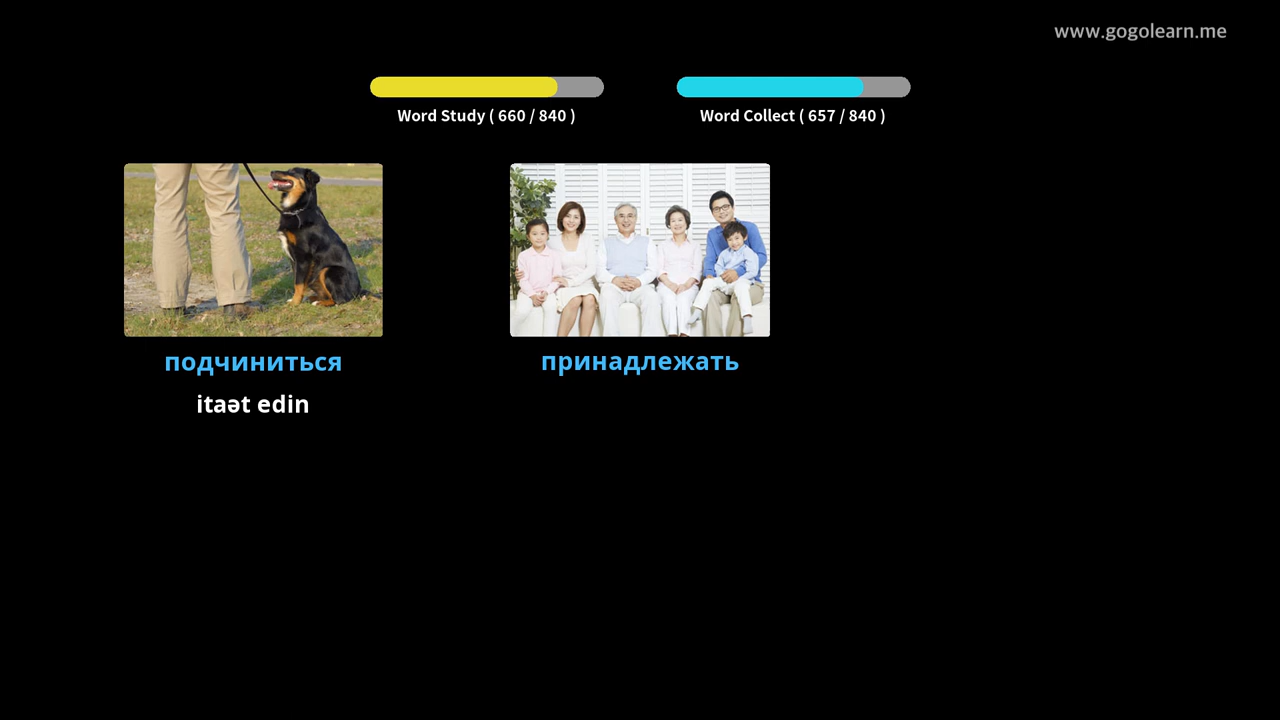 www.gogolearn.me
Word Study ( 660 / 840 )
Word Collect ( 657 / 840 )
подчиниться
принадлежать
itaət edin